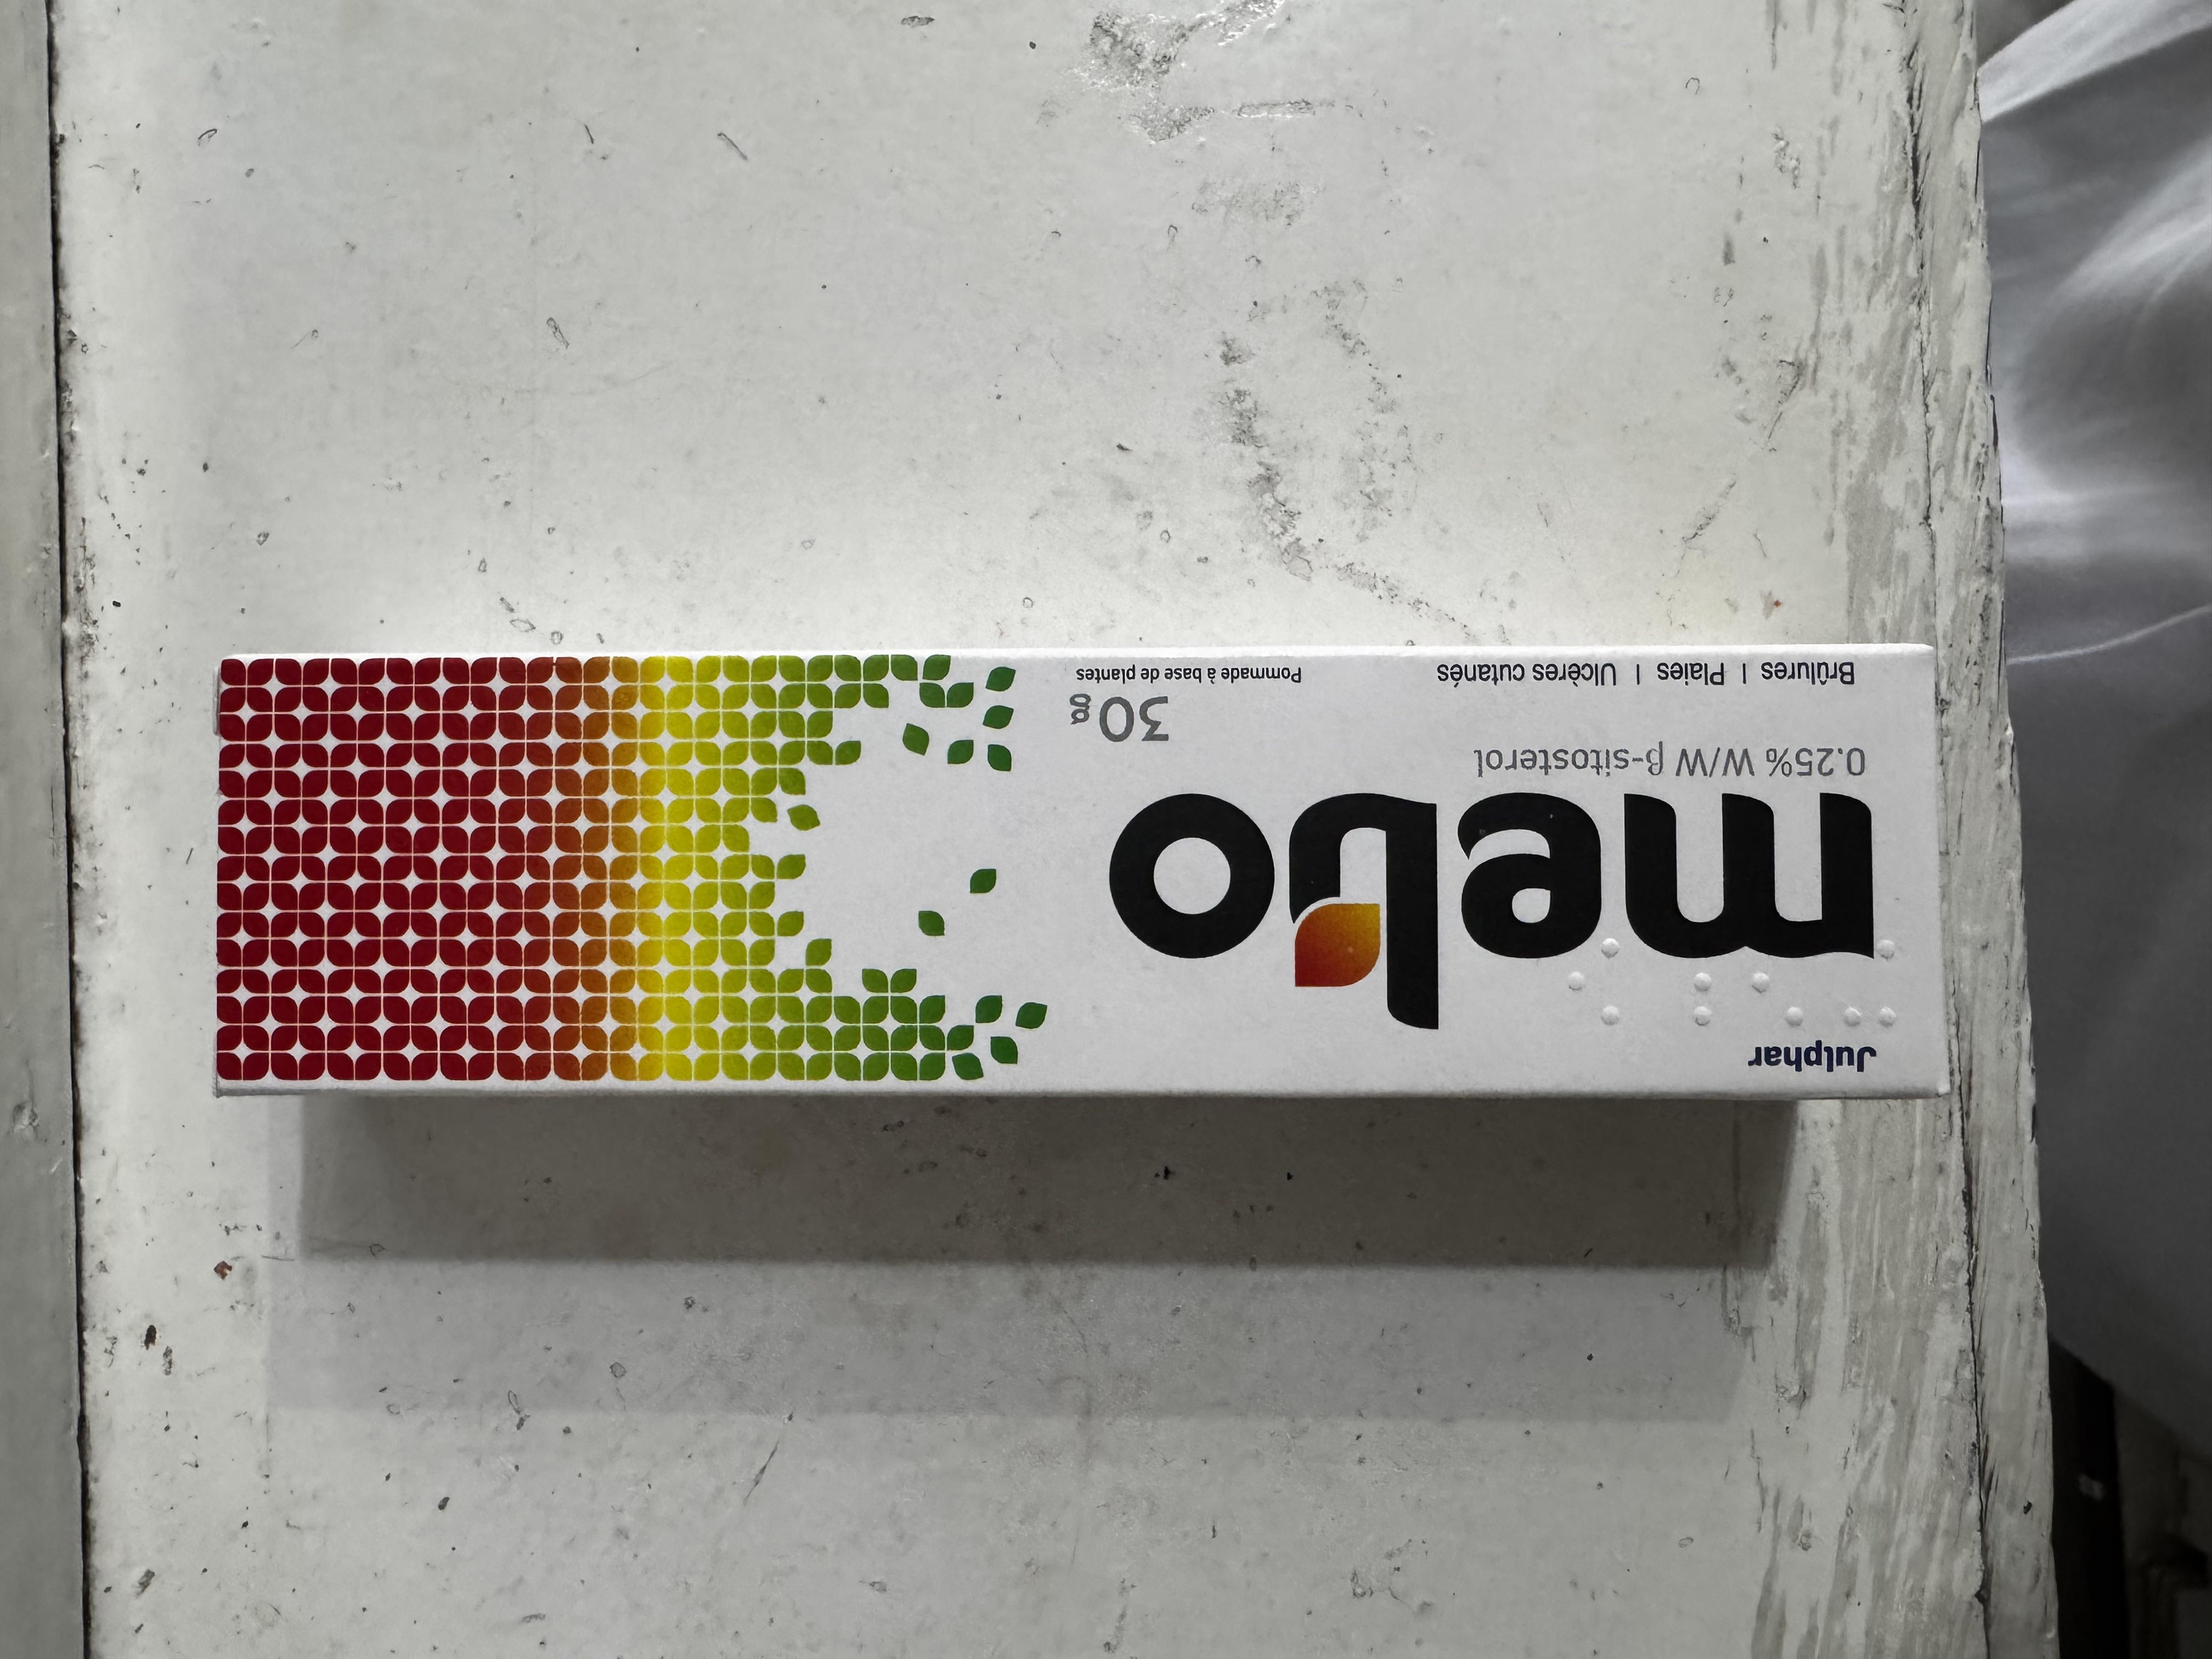 Julphar
mebo
0.25% W/W β-sitosterol
30g
Brûlures | Plaies | Ulcères cutanés
Pommade à base de plantes